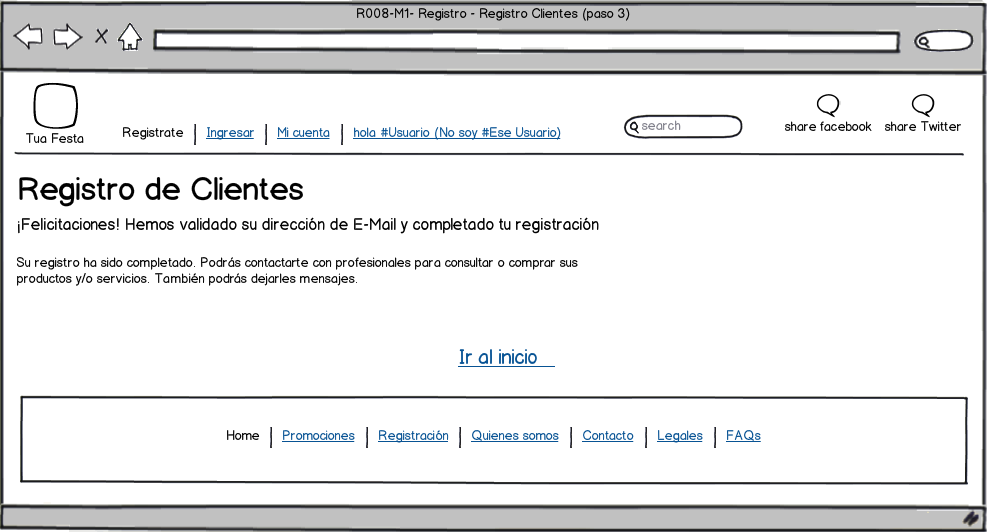 R008-M1- Registro - Registro Clientes (paso 3)
Tua Festa
Registrate | Ingresar | Mi cuenta | hola #Usuario (No soy #Ese Usuario)
search
share facebook
share Twitter
Registro de Clientes
¡Felicitaciones! Hemos validado su dirección de E-Mail y completado tu registración
Su registro ha sido completado. Podrás contactarte con profesionales para consultar o comprar sus
productos y/o servicios. También podrás dejarles mensajes.
Ir al inicio
Home | Promociones | Registración | Quienes somos | Contacto | Legales | FAQs